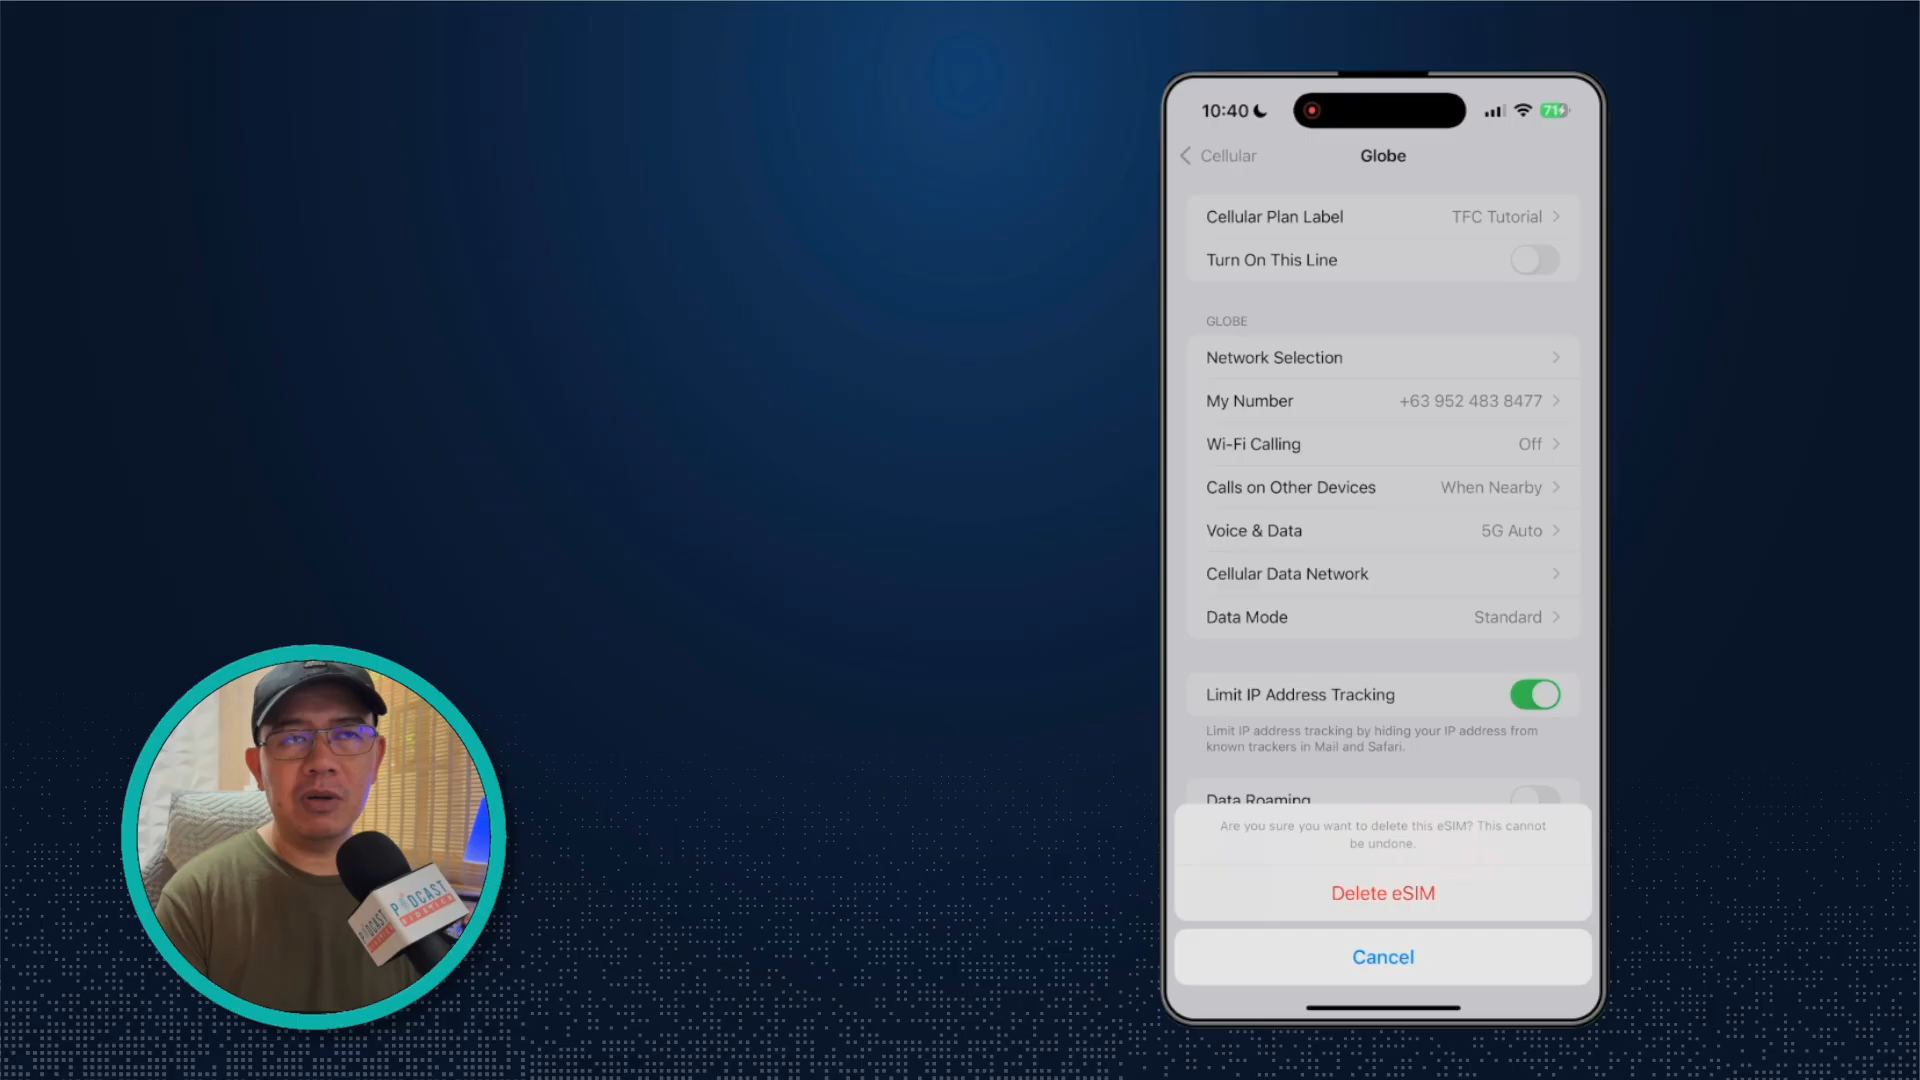 10:40
71
Cellular
Globe
Cellular Plan Label
TFC Tutorial
Turn On This Line
GLOBE
Network Selection
My Number
+63 952 483 8477
Wi-Fi Calling
Off
Calls on Other Devices
When Nearby
Voice & Data
5G Auto
Cellular Data Network
Data Mode
Standard
Limit IP Address Tracking
Limit IP address tracking by hiding your IP address from
known trackers in Mail and Safari.
Data Roaming
Are you sure you want to delete this eSIM? This cannot
be undone.
Delete eSIM
Cancel
PODCAST
PODCAST